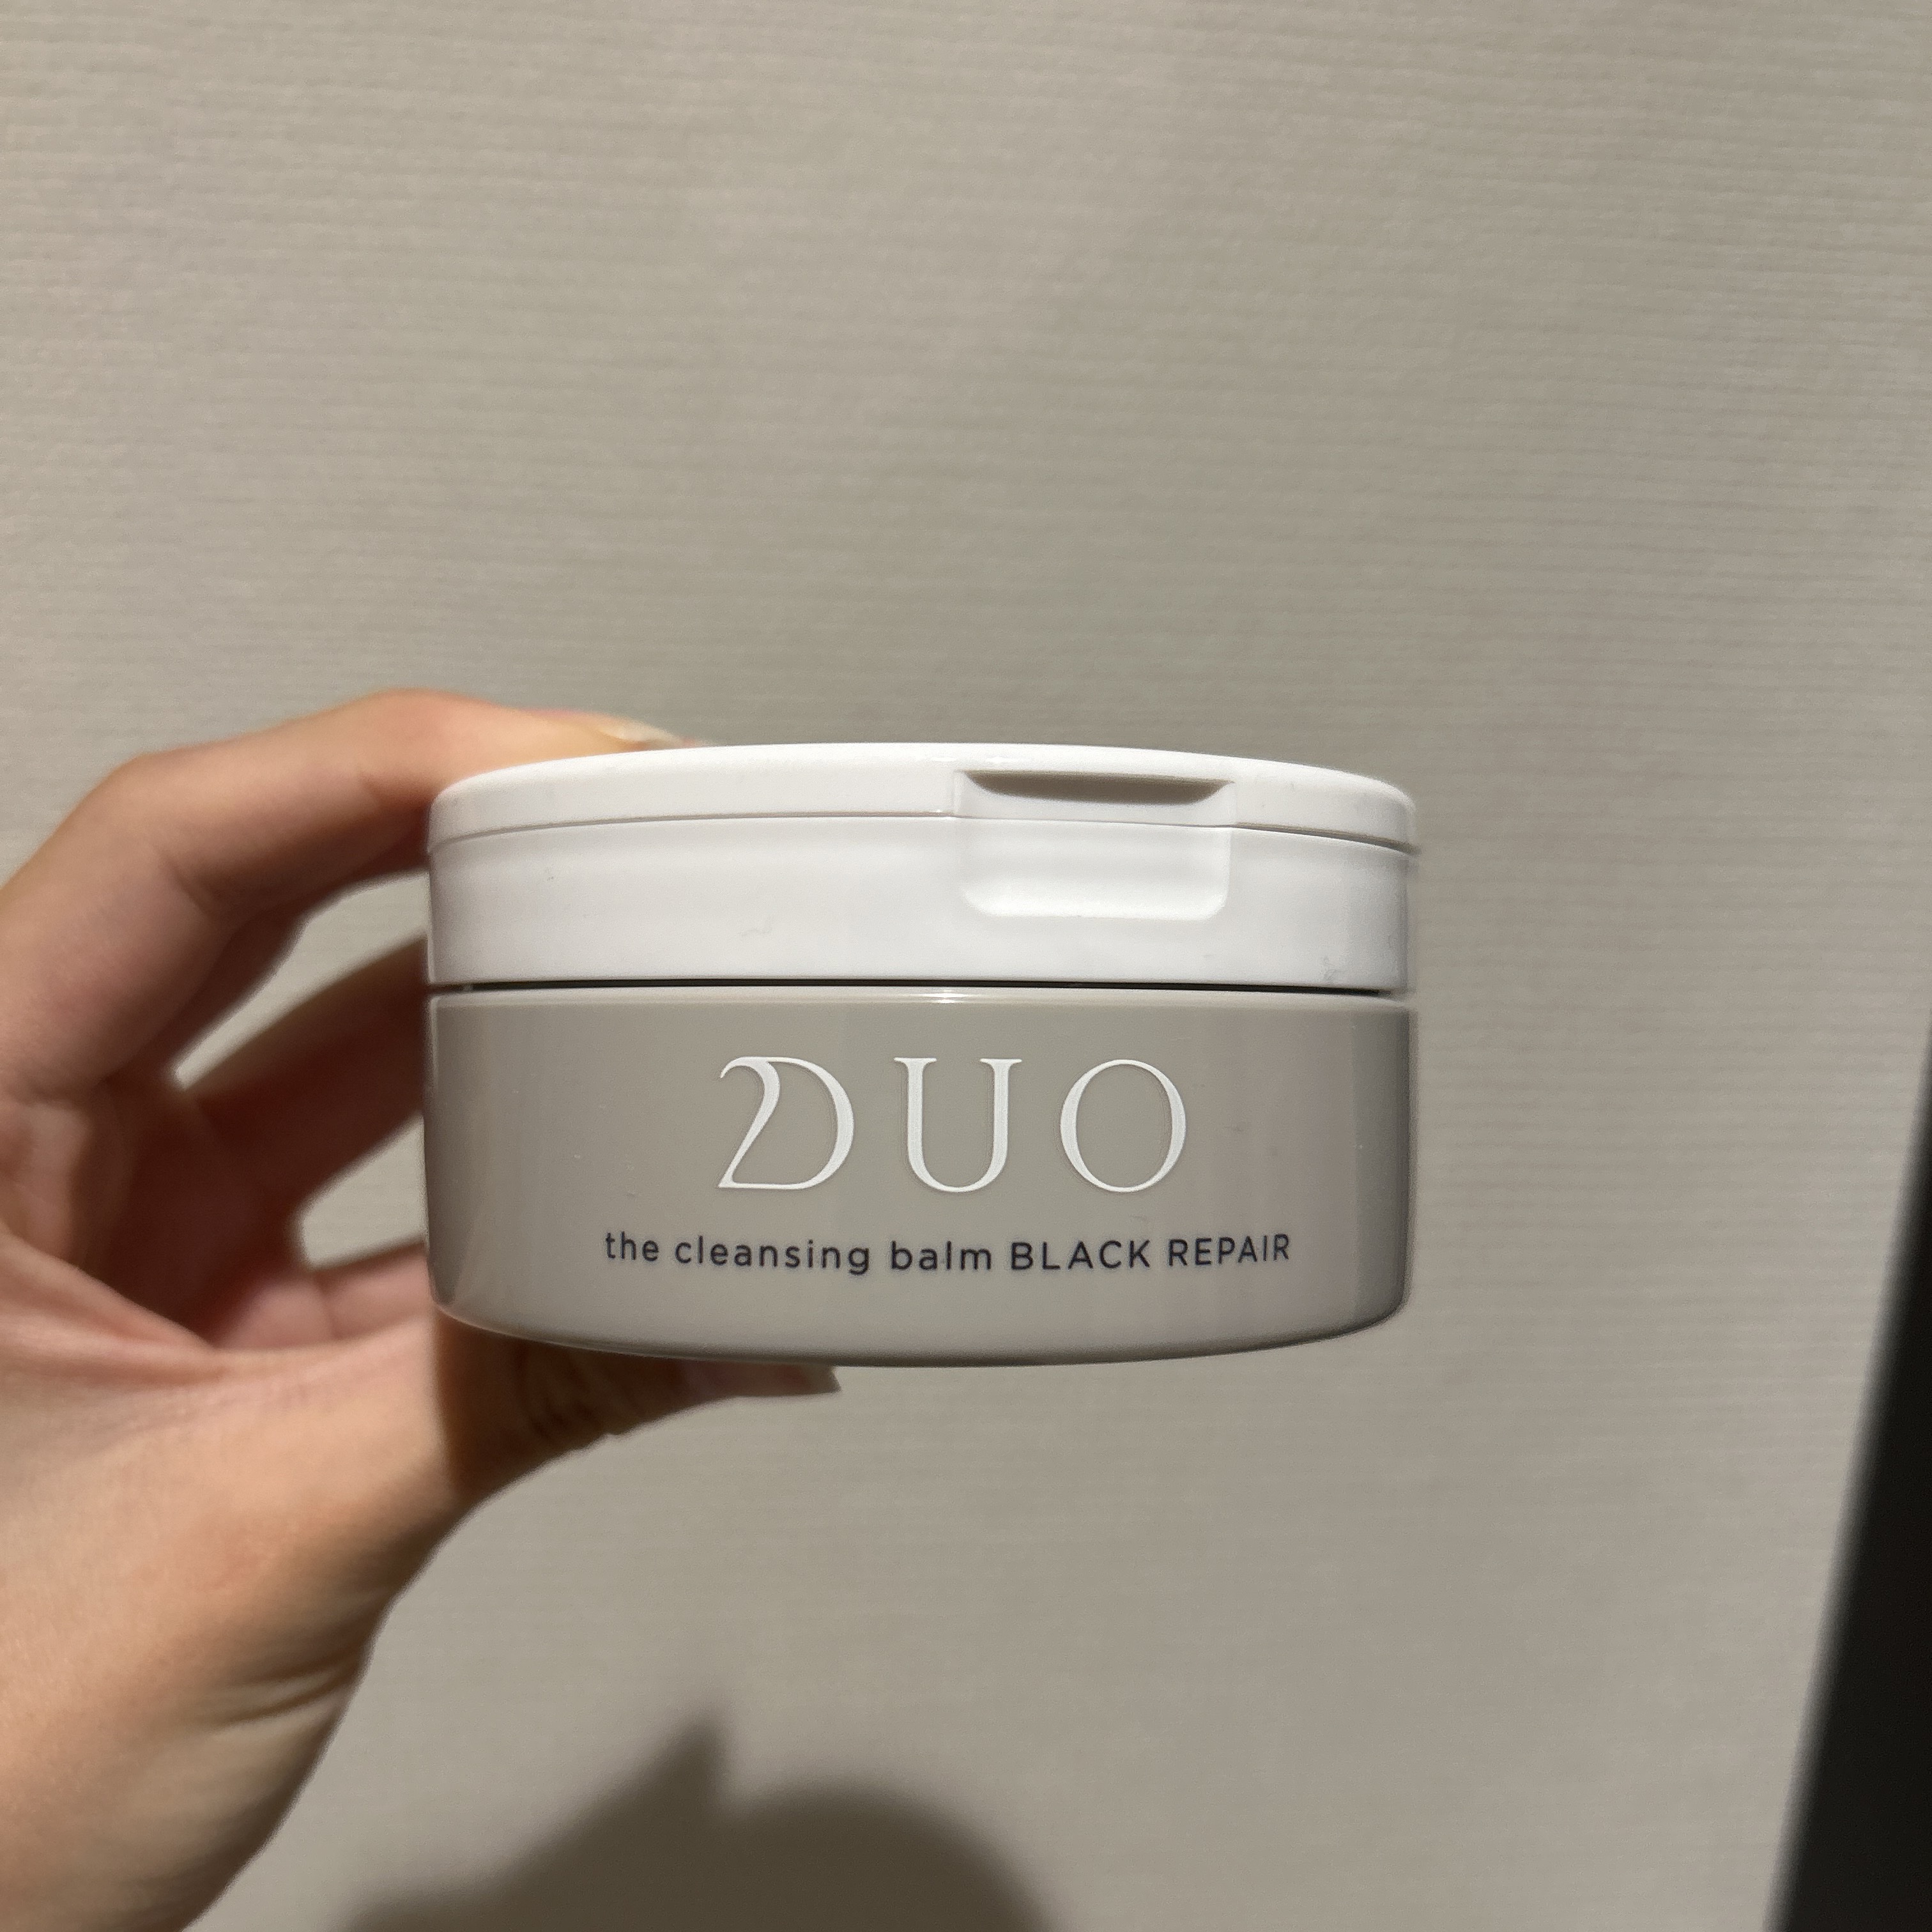 DUO
the cleansing balm BLACK REPAIR